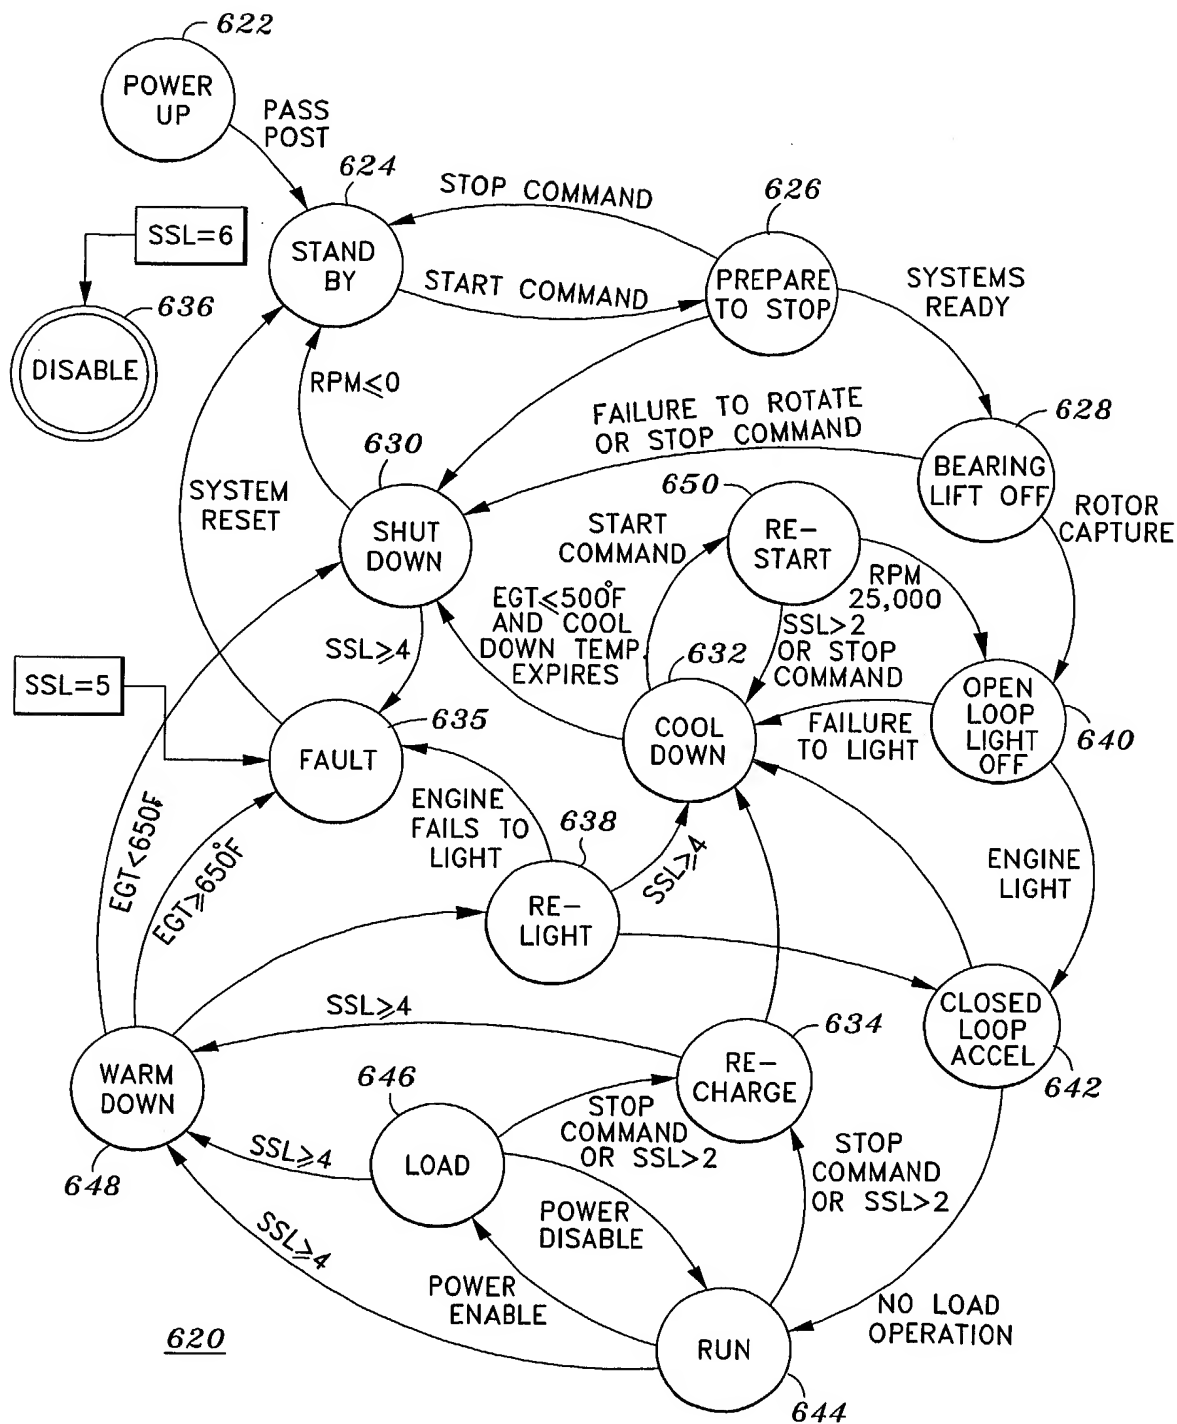 622
POWER
UP
PASS
POST
624
STOP COMMAND
626
SSL=6
STAND
BY
START COMMAND
PREPARE
TO STOP
SYSTEMS
READY
636
DISABLE
RPM≤0
FAILURE TO ROTATE
OR STOP COMMAND
628
BEARING
LIFT OFF
630
650
SYSTEM
RESET
SHUT
DOWN
START
COMMAND
RE-
START
ROTOR
CAPTURE
RPM
25,000
EGT≤500°F
AND COOL
DOWN TEMP.
EXPIRES
SSL>2
OR STOP
COMMAND
SSL≥4
632
SSL=5
635
COOL
DOWN
FAILURE
TO LIGHT
OPEN
LOOP
LIGHT
OFF
640
FAULT
ENGINE
FAILS TO
LIGHT
638
SSL≥4
ENGINE
LIGHT
EGT<650°F
EGT≥650°F
RE-
LIGHT
SSL≥4
634
CLOSED
LOOP
ACCEL
642
WARM
DOWN
648
646
RE-
CHARGE
STOP
COMMAND
OR SSL>2
LOAD
SSL≥4
STOP
COMMAND
OR SSL>2
POWER
DISABLE
SSL≥4
POWER
ENABLE
NO LOAD
OPERATION
RUN
644
620